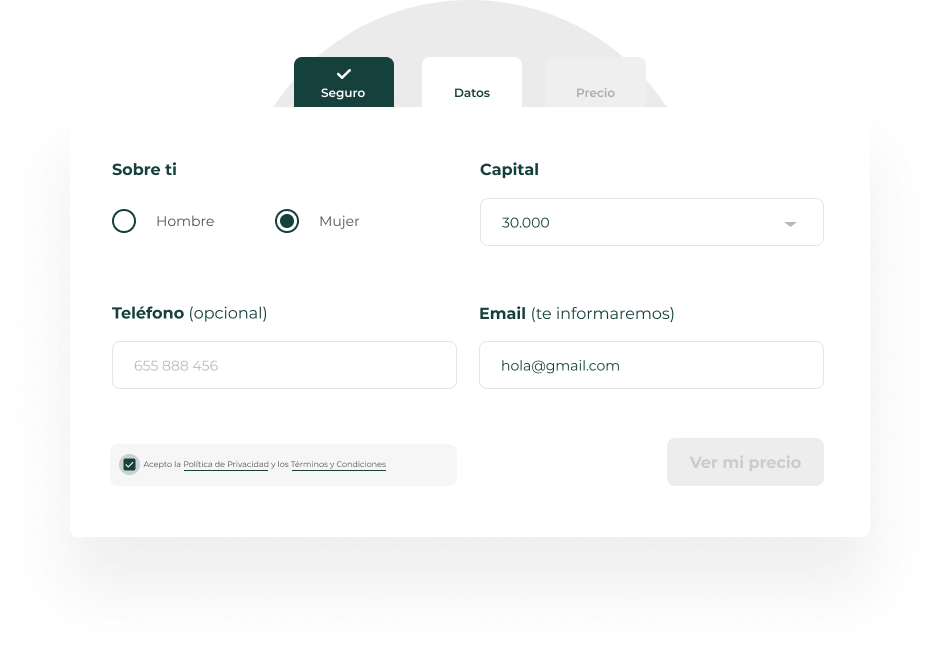 Seguro
Datos
Precio
Sobre ti
Capital
Hombre
Mujer
30.000
Teléfono (opcional)
Email (te informaremos)
655 888 456
hola@gmail.com
Acepto la Política de Privacidad y los Términos y Condiciones
Ver mi precio